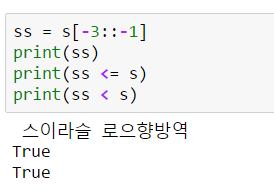 ss = s[-3::-1]
print(ss)
print(ss <= s)
print(ss < s)
스이라슬 로으향방역
True
True